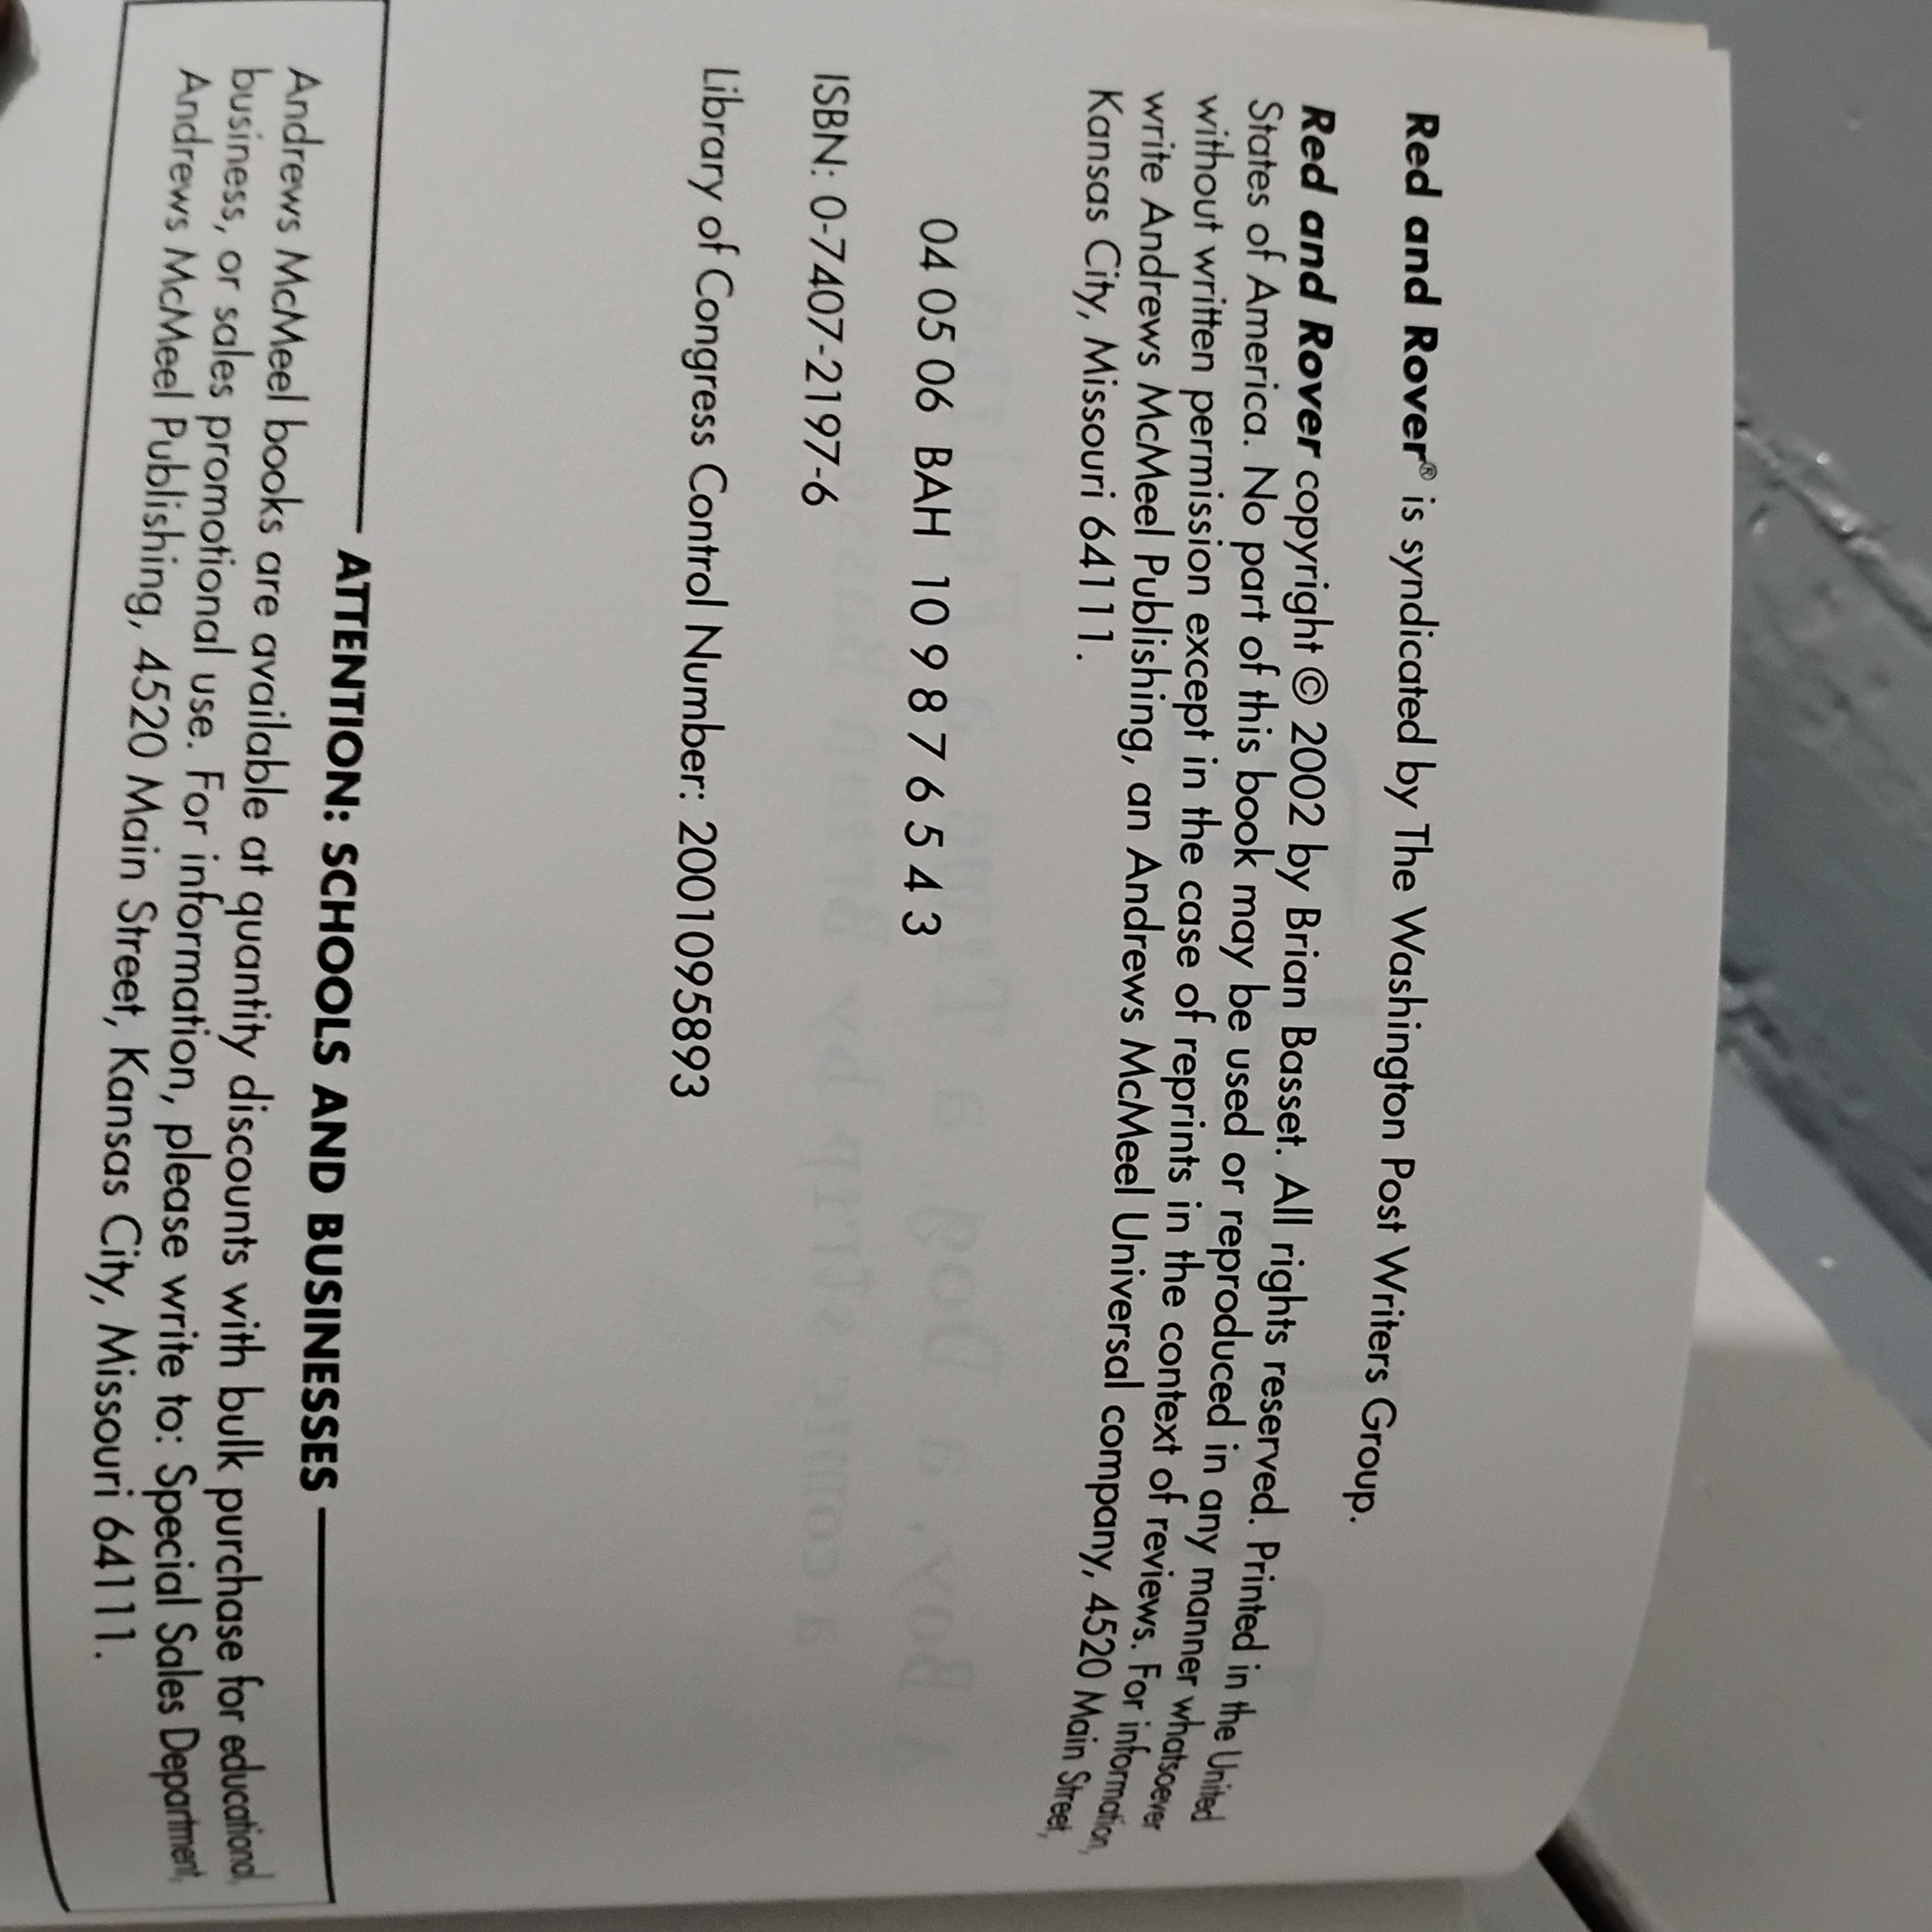 Red and Rover® is syndicated by The Washington Post Writers Group.
Red and Rover copyright © 2002 by Brian Basset. All rights reserved. Printed in the United
States of America. No part of this book may be used or reproduced in any manner whatsoever
without written permission except in the case of reprints in the context of reviews. For information,
write Andrews McMeel Publishing, an Andrews McMeel Universal company, 4520 Main Street,
Kansas City, Missouri 64111.
04 05 06 BAH 10 9 8 7 6 5 4 3
ISBN: 0-7407-2197-6
Library of Congress Control Number: 2001095893
ATTENTION: SCHOOLS AND BUSINESSES
Andrews McMeel books are available at quantity discounts with bulk purchase for educational,
business, or sales promotional use. For information, please write to: Special Sales Department,
Andrews McMeel Publishing, 4520 Main Street, Kansas City, Missouri 64111.